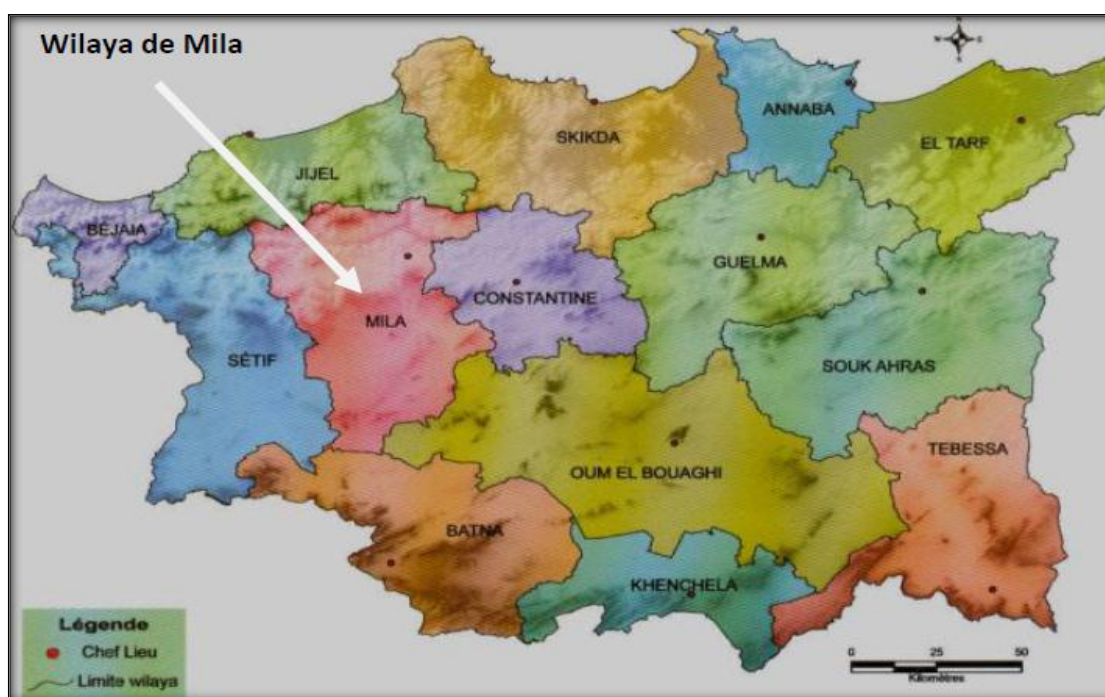 Wilaya de Mila
N
W
E
S
ANNABA
SKIKDA
EL TARF
JIJEL
BÉJAIA
GUELMA
CONSTANTINE
MILA
SÉTIF
SOUK AHRAS
TEBESSA
OUM EL BOUAGHI
BATNA
KHENCHELA
Légende
Chef Lieu
Limite wilaya
0 25 50
Kilomètres